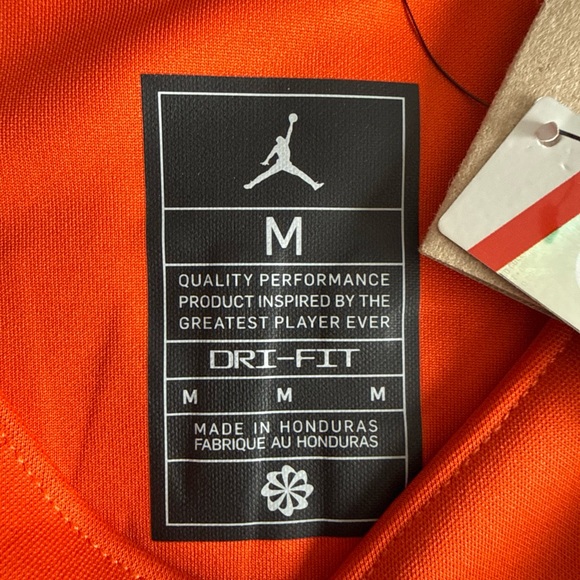 M
QUALITY PERFORMANCE
PRODUCT INSPIRED BY THE
GREATEST PLAYER EVER
DRI-FIT
M M M
MADE IN HONDURAS
FABRIQUE AU HONDURAS